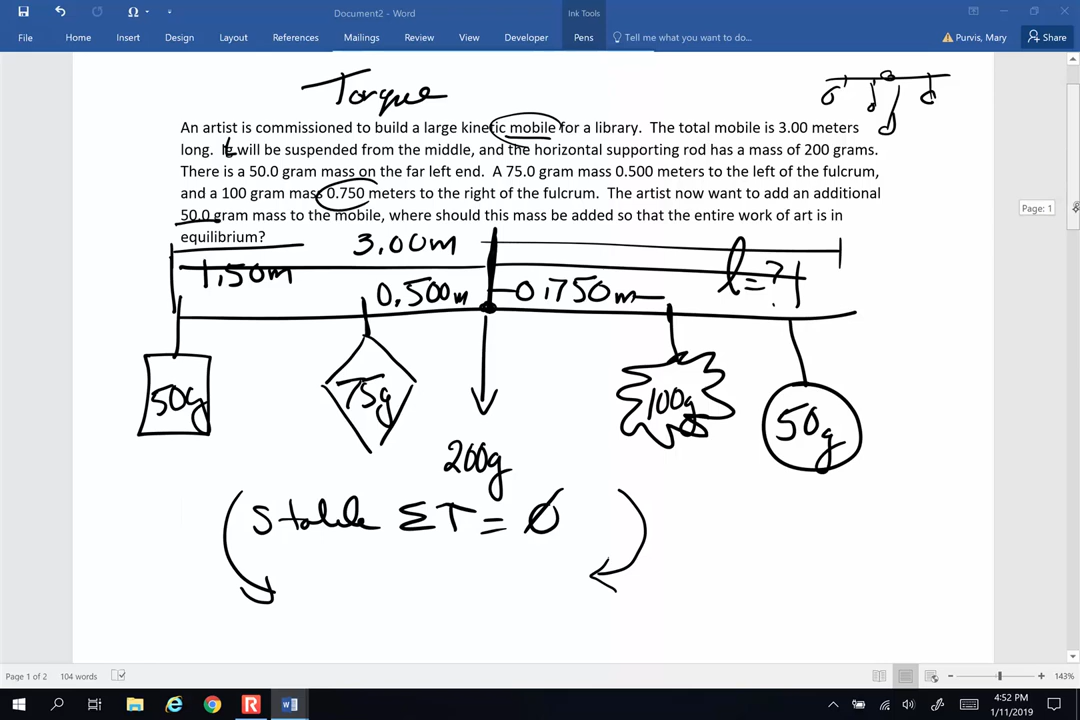 Document2 - Word
Ink Tools
File Home Insert Design Layout References Mailings Review View Developer Pens Tell me what you want to do... Purvis, Mary Share
Torque
An artist is commissioned to build a large kinetic mobile for a library. The total mobile is 3.00 meters
long. It will be suspended from the middle, and the horizontal supporting rod has a mass of 200 grams.
There is a 50.0 gram mass on the far left end. A 75.0 gram mass 0.500 meters to the left of the fulcrum,
and a 100 gram mass 0.750 meters to the right of the fulcrum. The artist now want to add an additional
50.0 gram mass to the mobile, where should this mass be added so that the entire work of art is in
equilibrium?
Page: 1
3.00m
1.50m
l = ?
0.500m
0.750m
50g
75g
100g
50g
200g
stable ΣT = 0
Page 1 of 2 104 words 143%
4:52 PM
1/11/2019